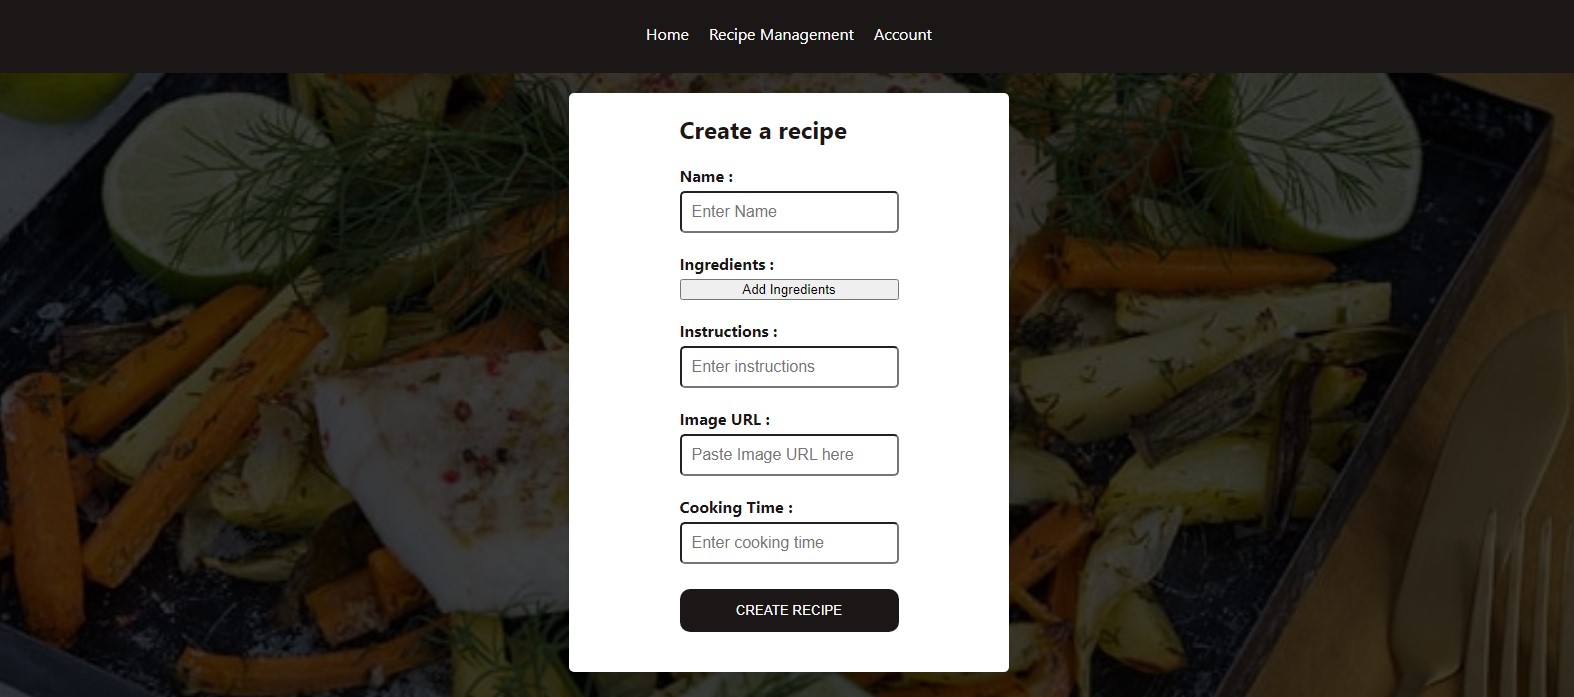 Home Recipe Management Account
Create a recipe
Name :
Enter Name
Ingredients :
Add Ingredients
Instructions :
Enter instructions
Image URL :
Paste Image URL here
Cooking Time :
Enter cooking time
CREATE RECIPE